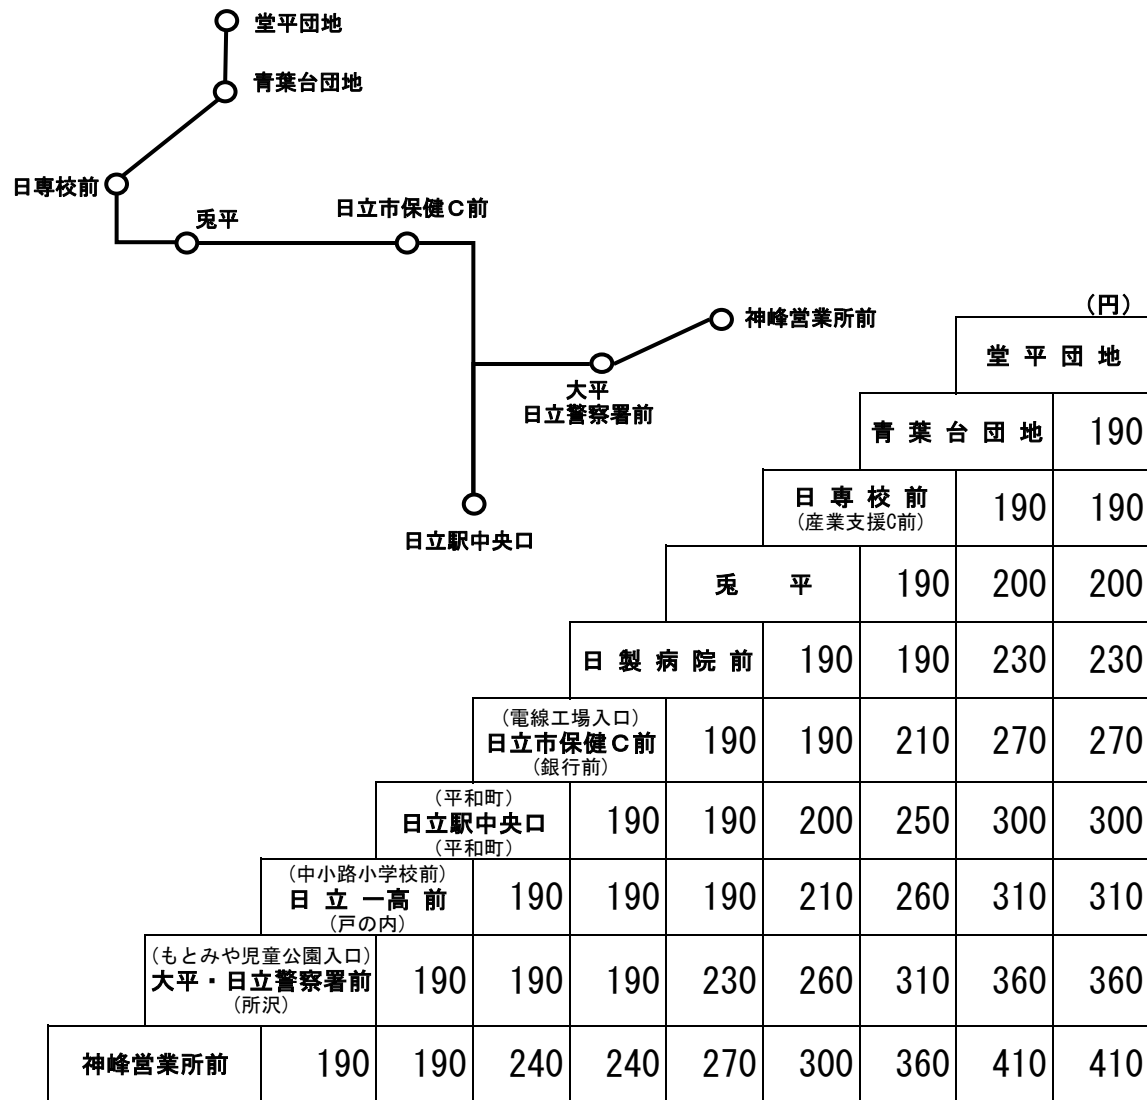 堂平団地
青葉台団地
日専校前
兎平
日立市保健Ｃ前
神峰営業所前
大平
日立警察署前
日立駅中央口
(円)
堂平団地
青葉台団地 190
日専校前 190 190
(産業支援C前)
兎平 190 200 200
日製病院前 190 190 230 230
(電線工場入口)
日立市保健Ｃ前 190 190 210 270 270
(銀行前)
(平和町)
日立駅中央口 190 190 200 250 300 300
(平和町)
(中小路小学校前)
日立一高前 190 190 190 210 260 310 310
(戸の内)
(もとみや児童公園入口)
大平・日立警察署前 190 190 190 230 260 310 360 360
(所沢)
神峰営業所前 190 190 240 240 270 300 360 410 410